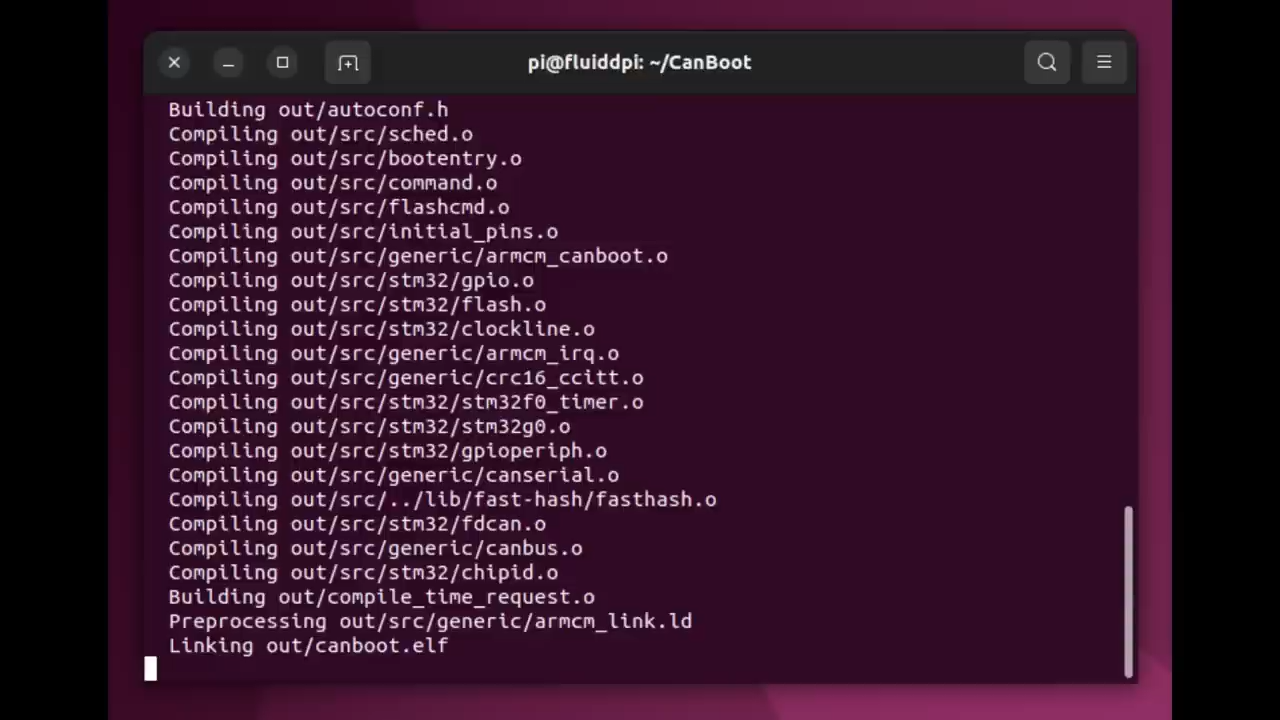 pi@fluiddpi: ~/CanBoot
Building out/autoconf.h
Compiling out/src/sched.o
Compiling out/src/bootentry.o
Compiling out/src/command.o
Compiling out/src/flashcmd.o
Compiling out/src/initial_pins.o
Compiling out/src/generic/armcm_canboot.o
Compiling out/src/stm32/gpio.o
Compiling out/src/stm32/flash.o
Compiling out/src/stm32/clockline.o
Compiling out/src/generic/armcm_irq.o
Compiling out/src/generic/crc16_ccitt.o
Compiling out/src/stm32/stm32f0_timer.o
Compiling out/src/stm32/stm32g0.o
Compiling out/src/stm32/gpioperiph.o
Compiling out/src/generic/canserial.o
Compiling out/src/../lib/fast-hash/fasthash.o
Compiling out/src/stm32/fdcan.o
Compiling out/src/generic/canbus.o
Compiling out/src/stm32/chipid.o
Building out/compile_time_request.o
Preprocessing out/src/generic/armcm_link.ld
Linking out/canboot.elf